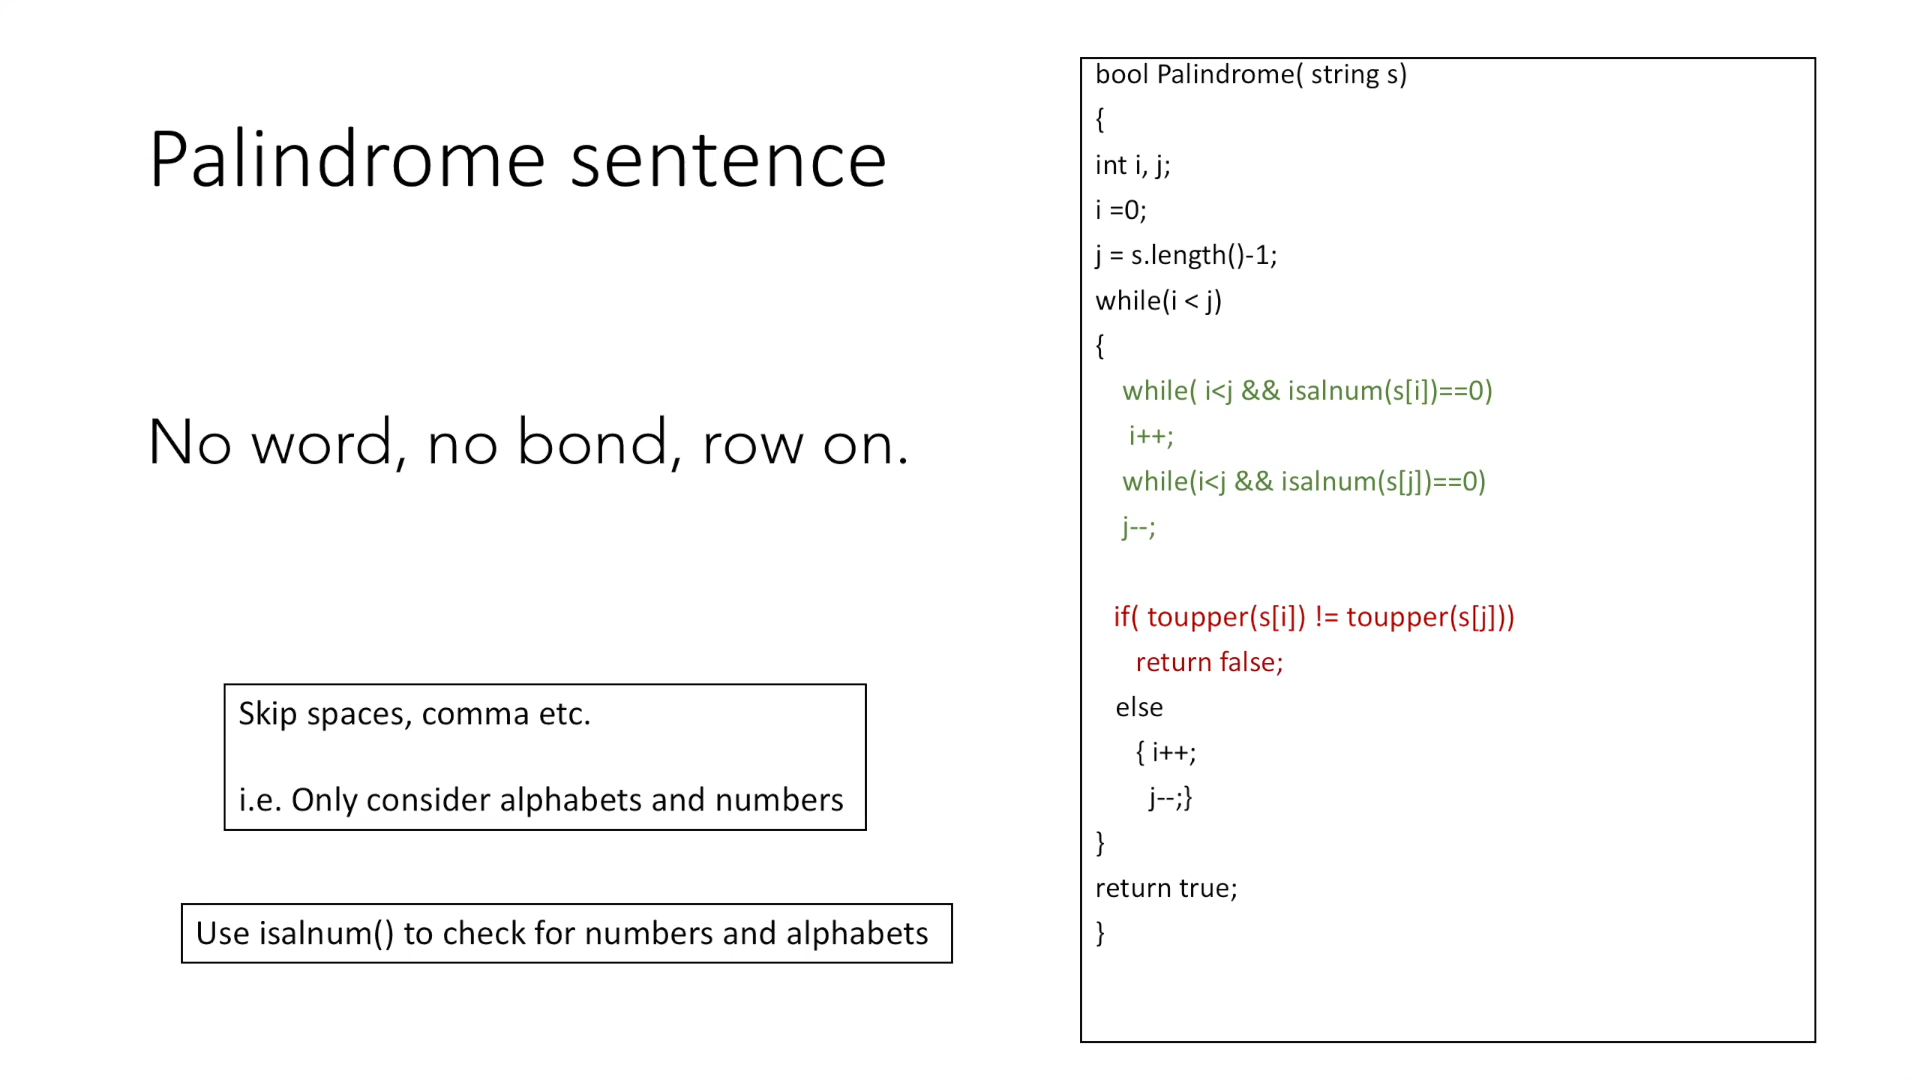 Palindrome sentence
No word, no bond, row on.
Skip spaces, comma etc.
i.e. Only consider alphabets and numbers
Use isalnum() to check for numbers and alphabets
bool Palindrome( string s)
{
int i, j;
i =0;
j = s.length()-1;
while(i < j)
{
while( i<j && isalnum(s[i])==0)
i++;
while(i<j && isalnum(s[j])==0)
j--;
if( toupper(s[i]) != toupper(s[j]))
return false;
else
{ i++;
j--;}
}
return true;
}